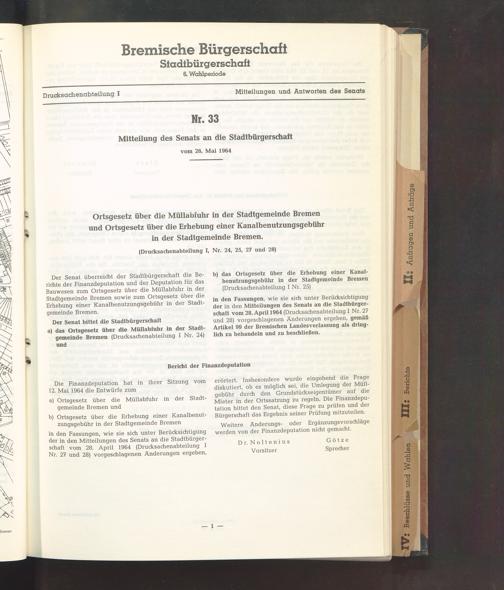 Bremische Bürgerschaft
Stadtbürgerschaft
6. Wahlperiode
Drucksachenabteilung I
Mitteilungen und Antworten des Senats
Nr. 33
Mitteilung des Senats an die Stadtbürgerschaft
vom 26. Mai 1964
Ortsgesetz über die Müllabfuhr in der Stadtgemeinde Bremen
und Ortsgesetz über die Erhebung einer Kanalbenutzungsgebühr
in der Stadtgemeinde Bremen.
(Drucksachenabteilung I, Nr. 24, 25, 27 und 28)
Der Senat überreicht der Stadtbürgerschaft die Be-
richte der Finanzdeputation und der Deputation für das
Bauwesen zum Ortsgesetz über die Müllabfuhr in der
Stadtgemeinde Bremen sowie zum Ortsgesetz über die
Erhebung einer Kanalbenutzungsgebühr in der Stadt-
gemeinde Bremen.
Der Senat bittet die Stadtbürgerschaft
a) das Ortsgesetz über die Müllabfuhr in der Stadt-
gemeinde Bremen (Drucksachenabteilung I Nr. 24)
und
b) das Ortsgesetz über die Erhebung einer Kanal-
benutzungsgebühr in der Stadtgemeinde Bremen
(Drucksachenabteilung I Nr. 25)
in den Fassungen, wie sie sich unter Berücksichtigung
der in den Mitteilungen des Senats an die Stadtbürger-
schaft vom 28. April 1964 (Drucksachenabteilung I Nr. 27
und 28) vorgeschlagenen Änderungen ergeben, gemäß
Artikel 99 der Bremischen Landesverfassung als dring-
lich zu behandeln und zu beschließen.
Bericht der Finanzdeputation
Die Finanzdeputation hat in ihrer Sitzung vom
12. Mai 1964 die Entwürfe zum
a) Ortsgesetz über die Müllabfuhr in der Stadt-
gemeinde Bremen und
b) Ortsgesetz über die Erhebung einer Kanalbenut-
zungsgebühr in der Stadtgemeinde Bremen
in den Fassungen, wie sie sich unter Berücksichtigung
der in den Mitteilungen des Senats an die Stadtbürger-
schaft vom 28. April 1964 (Drucksachenabteilung I
Nr. 27 und 28) vorgeschlagenen Änderungen ergeben,
erörtert. Insbesondere wurde eingehend die Frage
diskutiert, ob es möglich sei, die Umlegung der Müll-
gebühr durch den Grundstückseigentümer auf die
Mieter in der Ortssatzung zu regeln. Die Finanzdepu-
tation bittet den Senat, diese Frage zu prüfen und der
Bürgerschaft das Ergebnis seiner Prüfung mitzuteilen.
Weitere Änderungs- oder Ergänzungsvorschläge
werden von der Finanzdeputation nicht gemacht.
Dr. Noltenius
Götze
Vorsitzer
Sprecher
— 1 —
II: Anfragen und Anträge
III: Berichte
IV: Beschlüsse und Wahlen